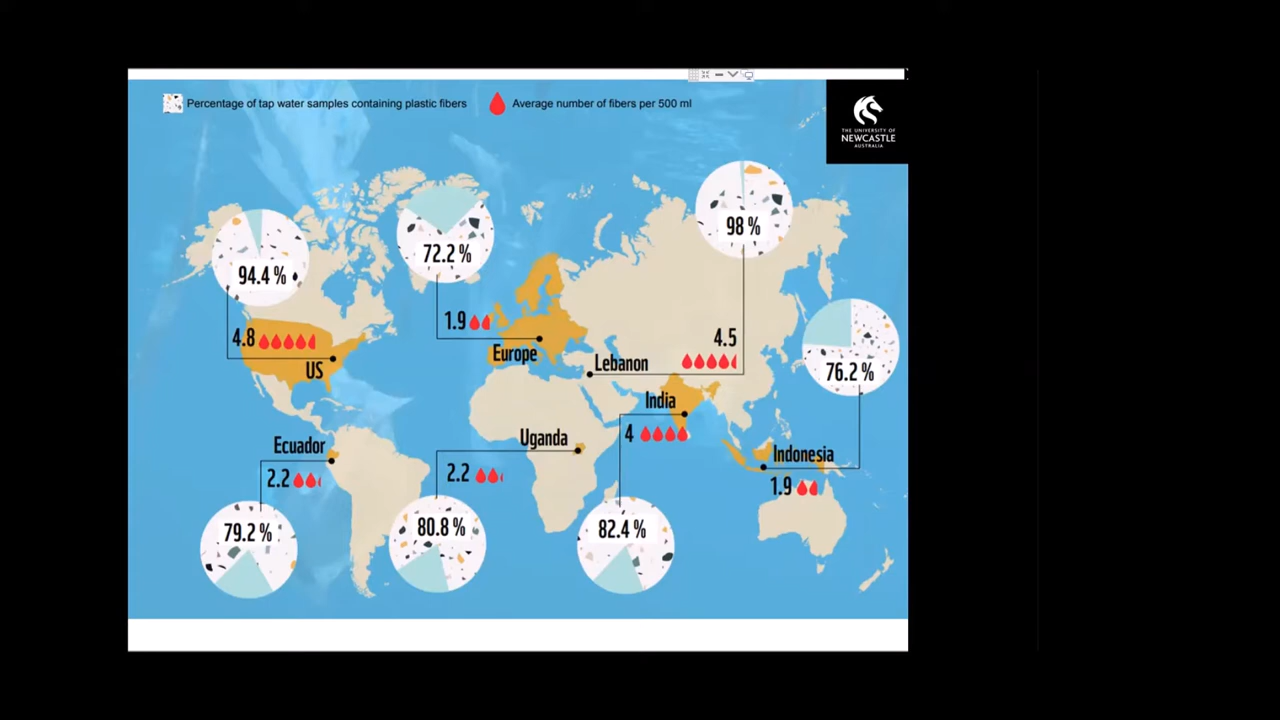 Percentage of tap water samples containing plastic fibers
Average number of fibers per 500 ml
THE UNIVERSITY OF
NEWCASTLE
AUSTRALIA
94.4 %
4.8
US
72.2 %
1.9
Europe
98 %
4.5
Lebanon
76.2 %
India
4
Indonesia
1.9
Ecuador
2.2
79.2 %
Uganda
2.2
80.8 %
82.4 %